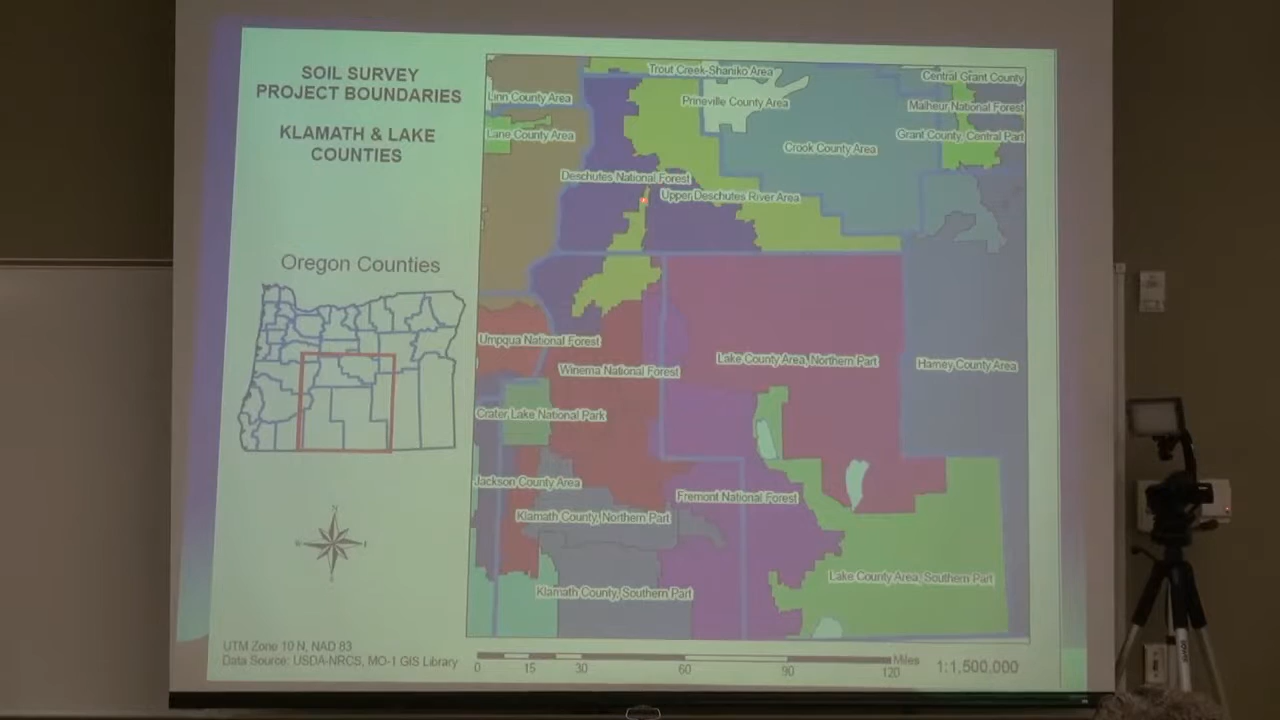 SOIL SURVEY
PROJECT BOUNDARIES
KLAMATH & LAKE
COUNTIES
Oregon Counties
N
UTM Zone 10 N, NAD 83
Data Source: USDA-NRCS, MO-1 GIS Library
Trout Creek-Shaniko Area
Central Grant County
Linn County Area
Prineville County Area
Malheur National Forest
Lane County Area
Grant County, Central Part
Crook County Area
Deschutes National Forest
Upper Deschutes River Area
Umpqua National Forest
Lake County Area, Northern Part
Harney County Area
Winema National Forest
Crater Lake National Park
Jackson County Area
Fremont National Forest
Klamath County, Northern Part
Lake County Area, Southern Part
Klamath County, Southern Part
0 15 30 60 90 120 Miles
1:1,500,000